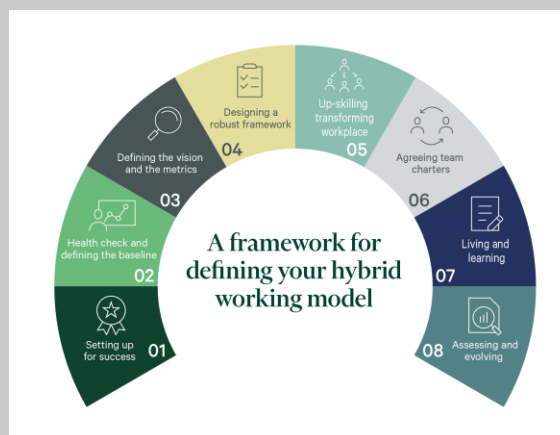 A framework for
defining your hybrid
working model
Setting up
for success
01
Health check and
defining the baseline
02
Defining the vision
and the metrics
03
Designing a
robust framework
04
Up-skilling
transforming
workplace
05
Agreeing team
charters
06
Living and
learning
07
Assessing and
evolving
08